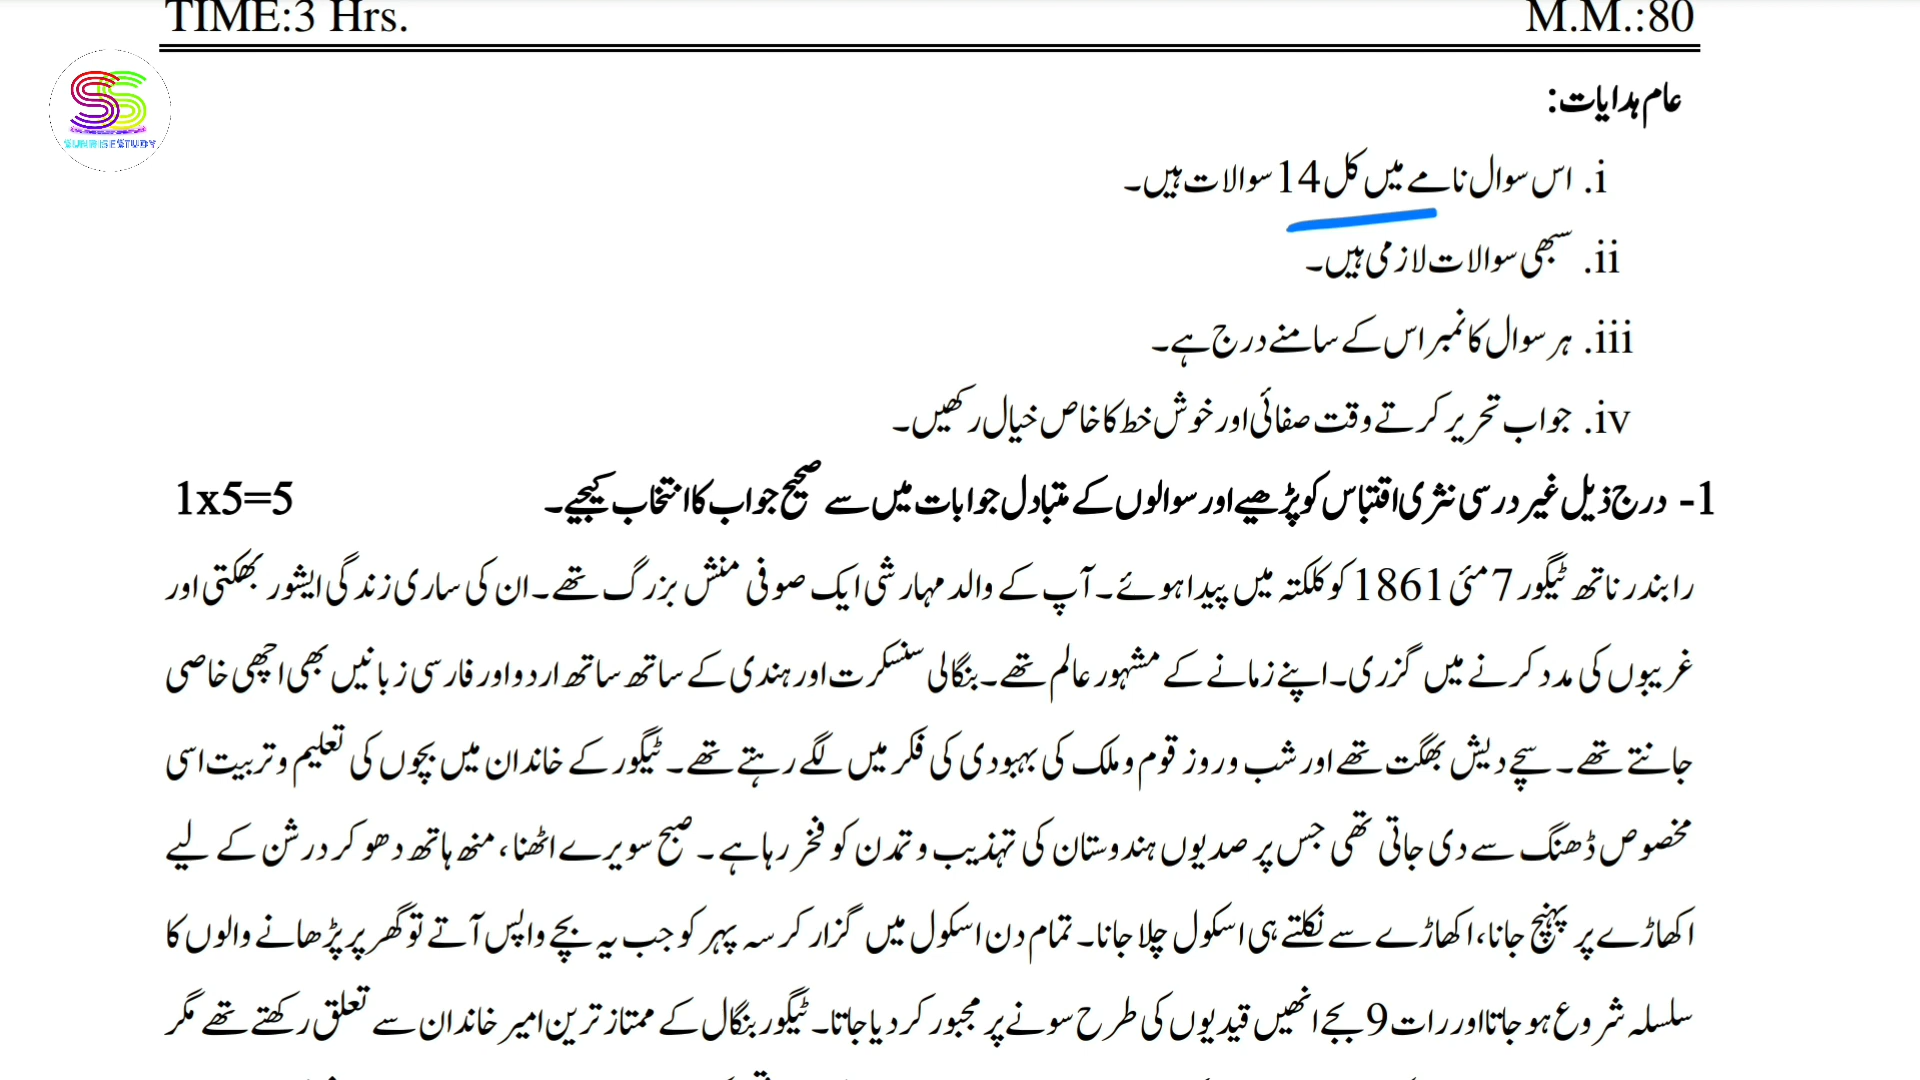 TIME:3 Hrs. M.M.:80
SS
SUNRISESTUDY
عام ہدایات:
i. اس سوال نامے میں کل 14 سوالات ہیں۔
ii. سبھی سوالات لازمی ہیں۔
iii. ہر سوال کا نمبر اس کے سامنے درج ہے۔
iv. جواب تحریر کرتے وقت صفائی اور خوش خط کا خاص خیال رکھیں۔
1- درج ذیل غیر درسی نثری اقتباس کو پڑھیے اور سوالوں کے متبادل جوابات میں سے صحیح جواب کا انتخاب کیجیے۔ 1x5=5
رابندر ناتھ ٹیگور 7 مئی 1861 کو کلکتہ میں پیدا ہوئے۔ آپ کے والد مہارشی ایک صوفی منش بزرگ تھے۔ ان کی ساری زندگی ایشور بھکتی اور
غریبوں کی مدد کرنے میں گزری۔ اپنے زمانے کے مشہور عالم تھے۔ بنگالی سنسکرت اور ہندی کے ساتھ ساتھ اردو اور فارسی زبانیں بھی اچھی خاصی
جانتے تھے۔ سچے دیش بھگت تھے اور شب و روز قوم و ملک کی بہبودی کی فکر میں لگے رہتے تھے۔ ٹیگور کے خاندان میں بچوں کی تعلیم و تربیت اسی
مخصوص ڈھنگ سے دی جاتی تھی جس پر صدیوں ہندوستان کی تہذیب و تمدن کو فخر رہا ہے۔ صبح سویرے اٹھنا، منھ ہاتھ دھو کر درشن کے لیے
اکھاڑے پر پہنچ جانا، اکھاڑے سے نکلتے ہی اسکول چلا جانا۔ تمام دن اسکول میں گزار کر سہ پہر کو جب یہ بچے واپس آتے تو گھر پر پڑھانے والوں کا
سلسلہ شروع ہو جاتا اور رات 9 بجے انھیں قیدیوں کی طرح سونے پر مجبور کر دیا جاتا۔ ٹیگور بنگال کے ممتاز ترین امیر خاندان سے تعلق رکھتے تھے مگر